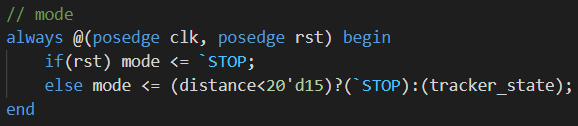 // mode
always @(posedge clk, posedge rst) begin
    if(rst) mode <= `STOP;
    else mode <= (distance<20'd15)?(`STOP):(tracker_state);
end